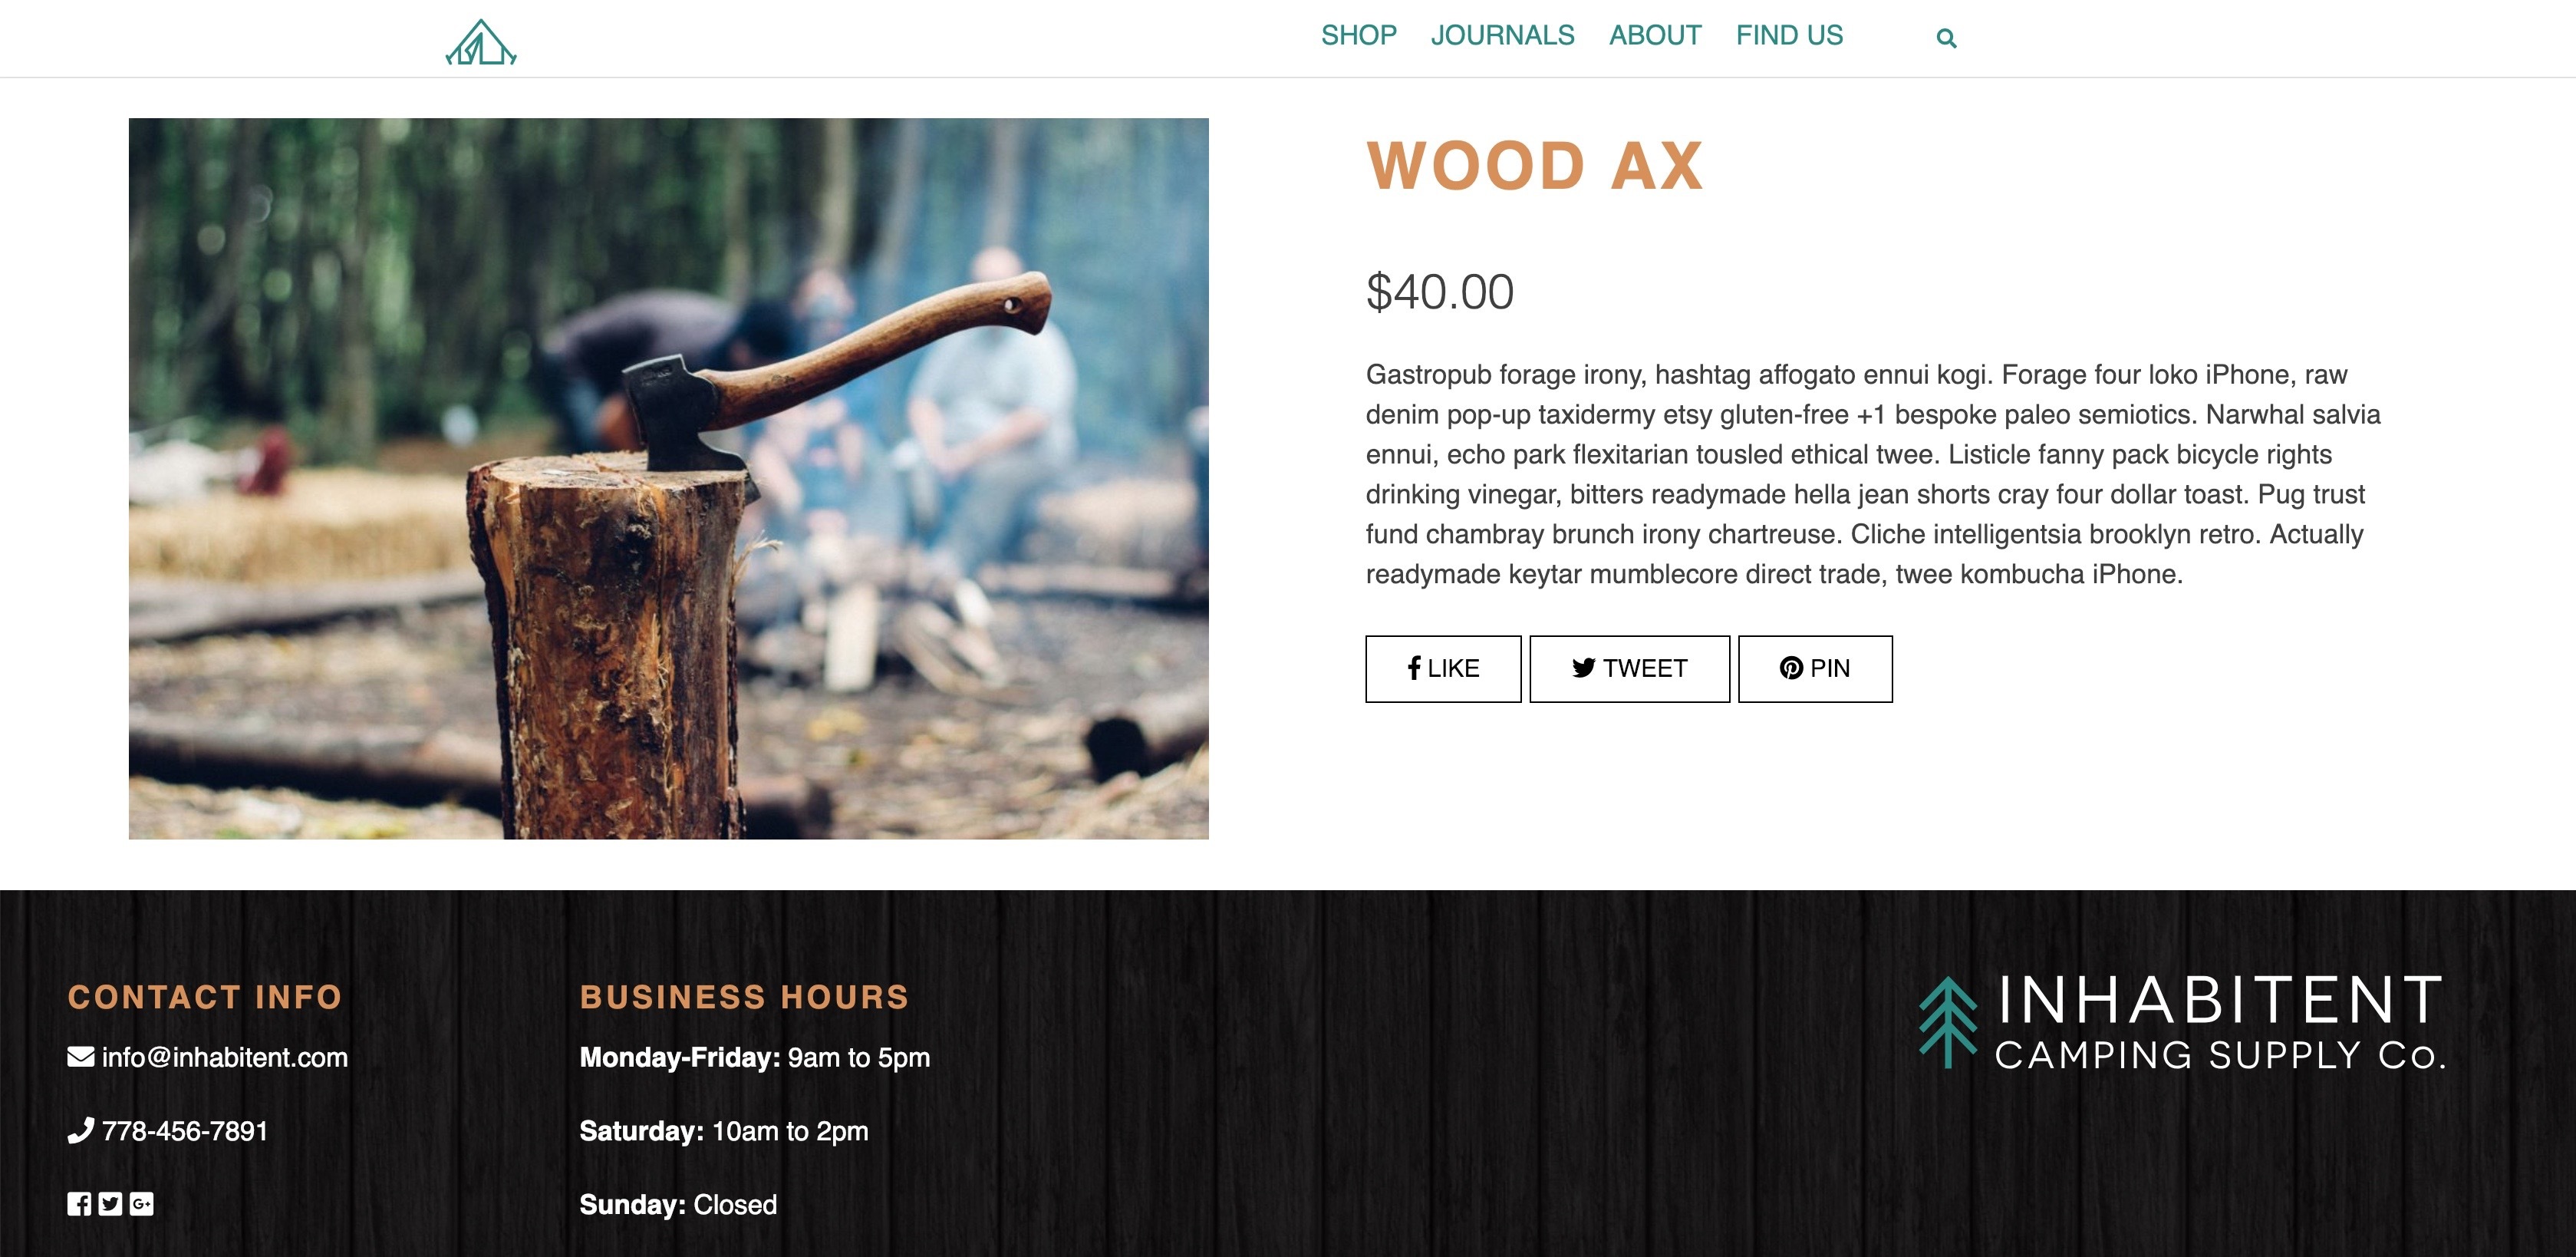 SHOP JOURNALS ABOUT FIND US
WOOD AX
$40.00
Gastropub forage irony, hashtag affogato ennui kogi. Forage four loko iPhone, raw
denim pop-up taxidermy etsy gluten-free +1 bespoke paleo semiotics. Narwhal salvia
ennui, echo park flexitarian tousled ethical twee. Listicle fanny pack bicycle rights
drinking vinegar, bitters readymade hella jean shorts cray four dollar toast. Pug trust
fund chambray brunch irony chartreuse. Cliche intelligentsia brooklyn retro. Actually
readymade keytar mumblecore direct trade, twee kombucha iPhone.
LIKE TWEET PIN
CONTACT INFO
info@inhabitent.com
778-456-7891
BUSINESS HOURS
Monday-Friday: 9am to 5pm
Saturday: 10am to 2pm
Sunday: Closed
INHABITENT
CAMPING SUPPLY Co.